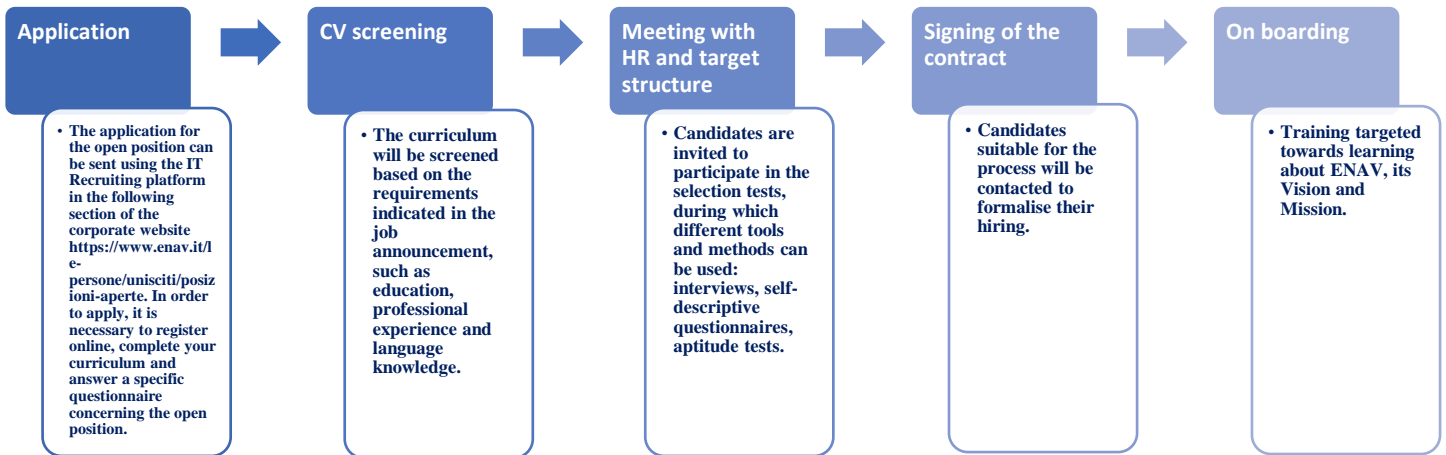 Application
• The application for
the open position can
be sent using the IT
Recruiting platform
in the following
section of the
corporate website
https://www.enav.it/l
e-
persone/unisciti/posiz
ioni-aperte. In order
to apply, it is
necessary to register
online, complete your
curriculum and
answer a specific
questionnaire
concerning the open
position.
CV screening
• The curriculum
will be screened
based on the
requirements
indicated in the
job
announcement,
such as
education,
professional
experience and
language
knowledge.
Meeting with
HR and target
structure
• Candidates are
invited to
participate in the
selection tests,
during which
different tools
and methods can
be used:
interviews, self-
descriptive
questionnaires,
aptitude tests.
Signing of the
contract
• Candidates
suitable for the
process will be
contacted to
formalise their
hiring.
On boarding
• Training targeted
towards learning
about ENAV, its
Vision and
Mission.